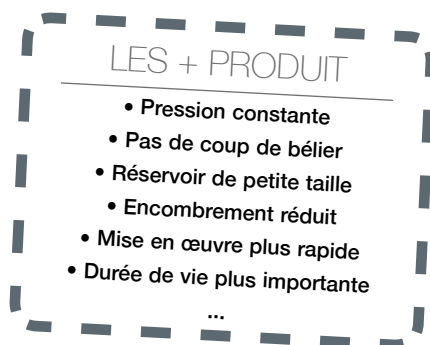 LES + PRODUIT
• Pression constante
• Pas de coup de bélier
• Réservoir de petite taille
• Encombrement réduit
• Mise en œuvre plus rapide
• Durée de vie plus importante
...